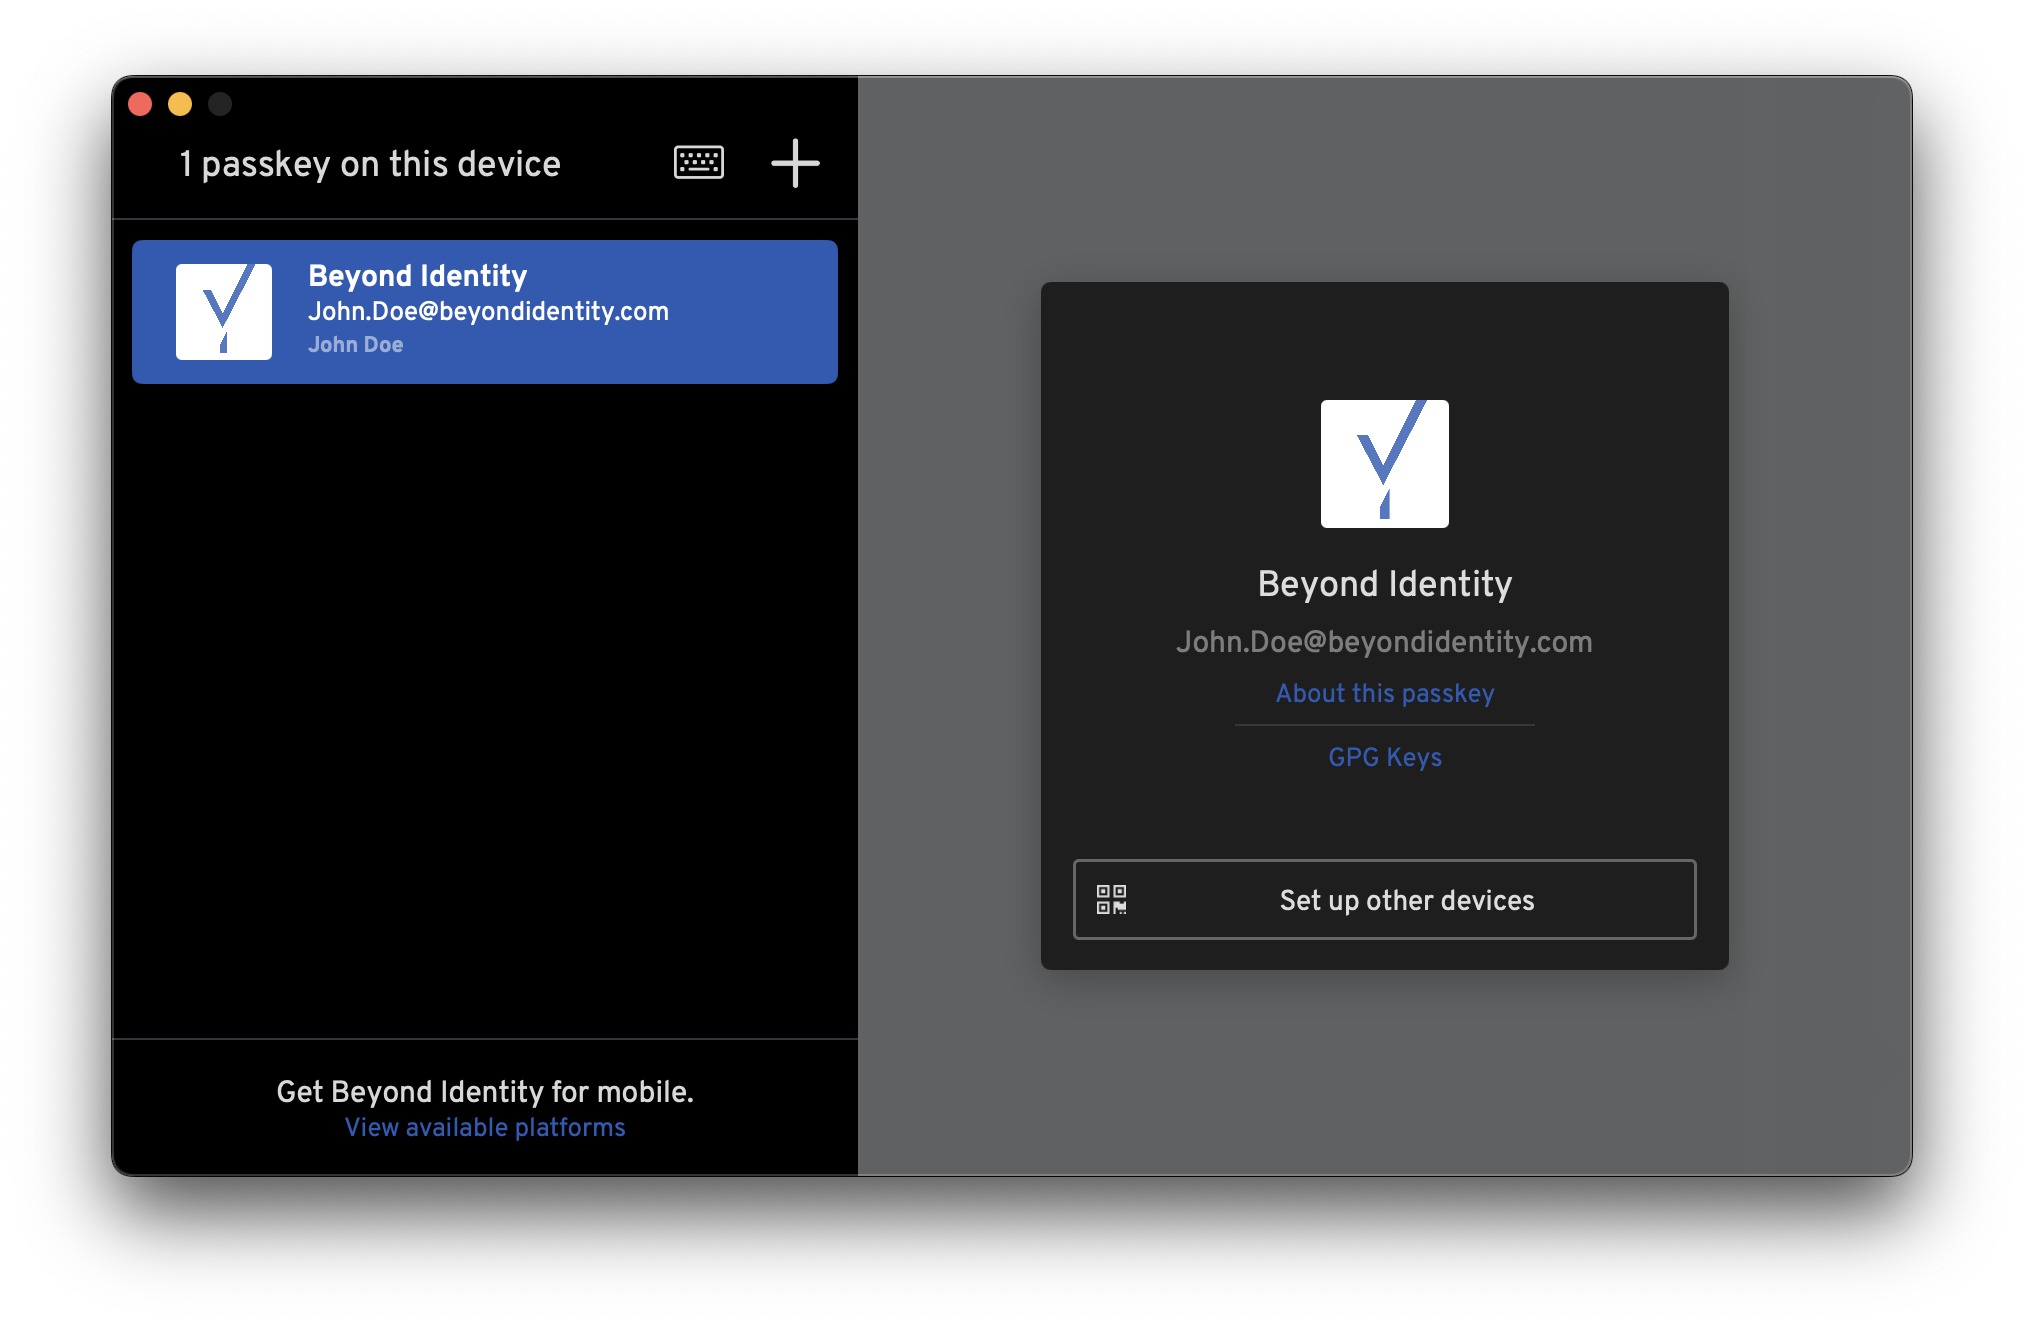 1 passkey on this device
Beyond Identity
John.Doe@beyondidentity.com
John Doe
Get Beyond Identity for mobile.
View available platforms
Beyond Identity
John.Doe@beyondidentity.com
About this passkey
GPG Keys
Set up other devices